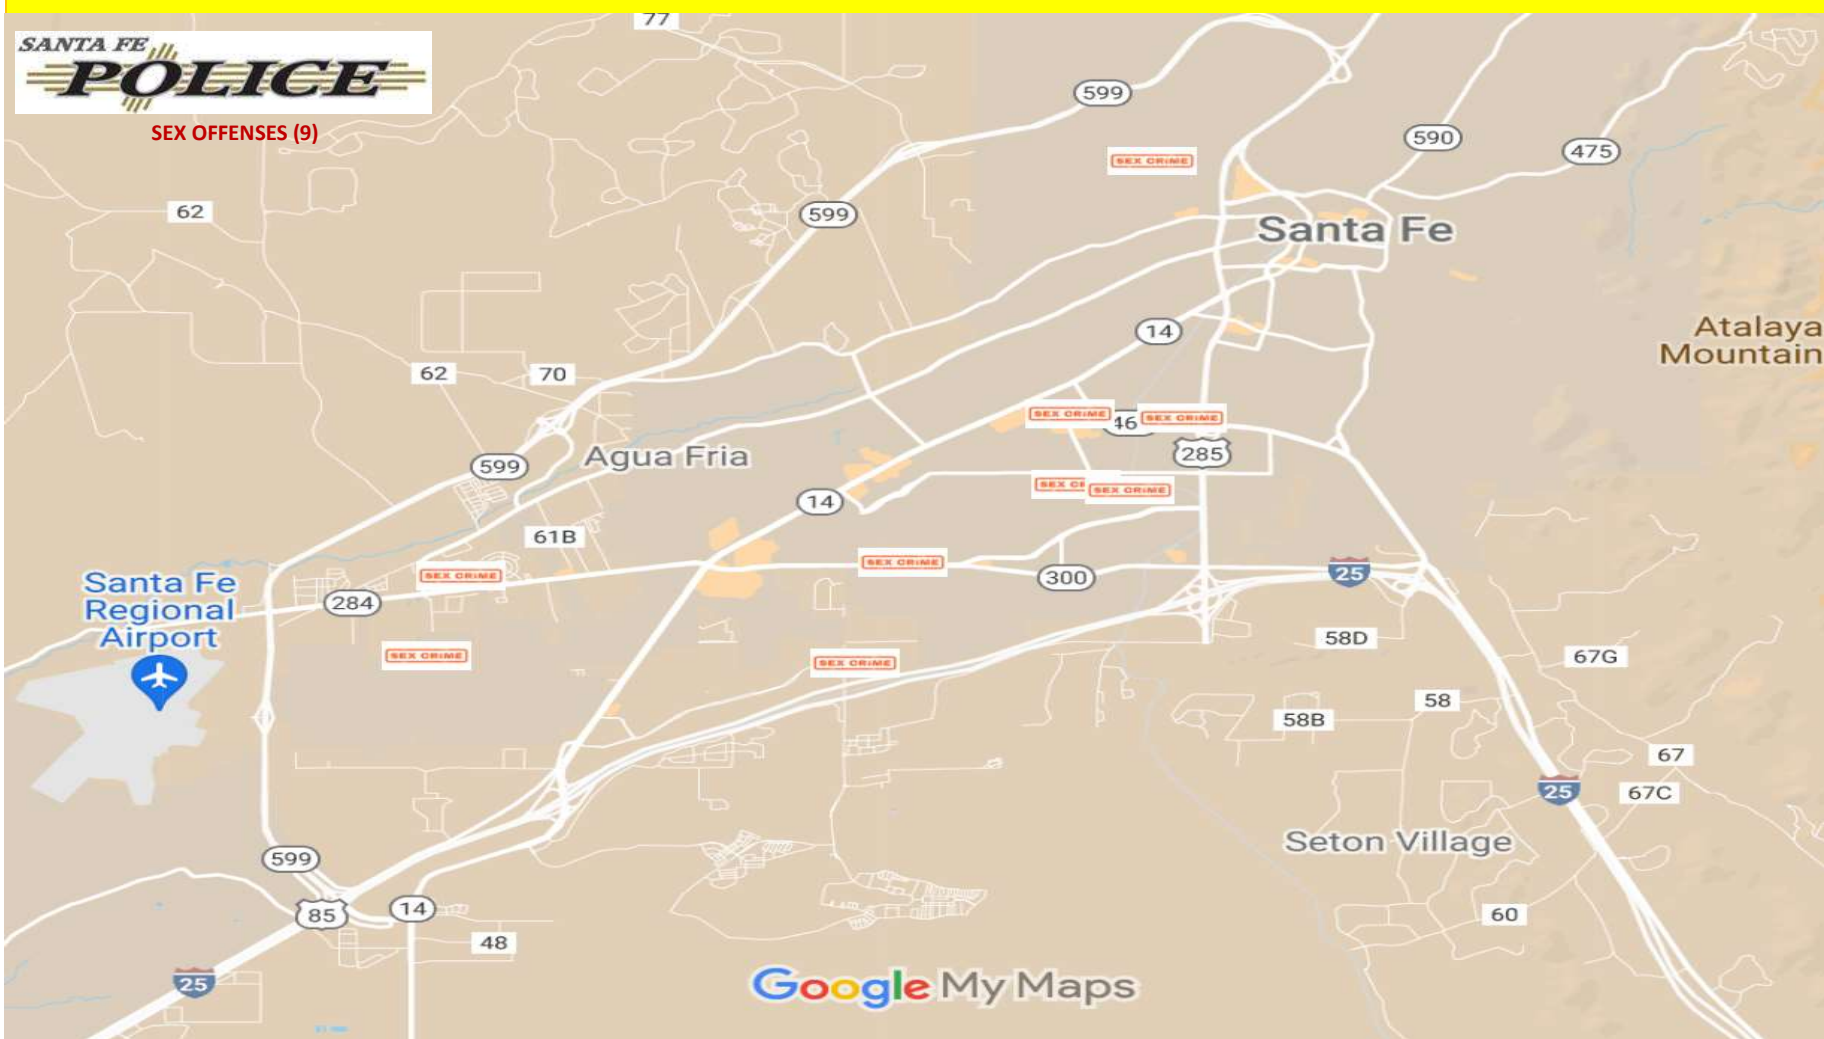 77
SANTA FE
POLICE
SEX OFFENSES (9)
599
590
475
SEX CRIME
62
599
Santa Fe
14
Atalaya
Mountain
62
70
SEX CRIME
46
SEX CRIME
285
Agua Fria
599
14
SEX CR
SEX CRIME
61B
SEX CRIME
SEX CRIME
300
25
Santa Fe
Regional
Airport
284
58D
67G
SEX CRIME
SEX CRIME
58
58B
67
25
67C
Seton Village
599
85
14
60
48
25
Google My Maps